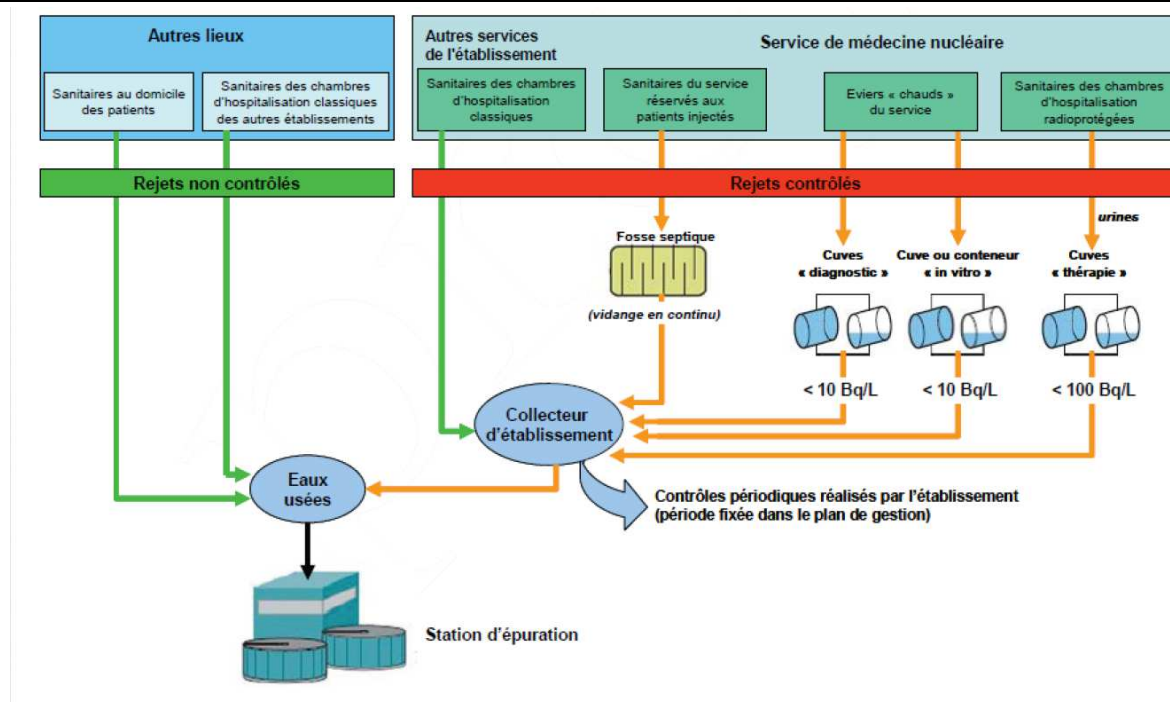 Autres lieux
Sanitaires au domicile
des patients
Sanitaires des chambres
d'hospitalisation classiques
des autres établissements
Autres services
de l'établissement
Service de médecine nucléaire
Sanitaires des chambres
d'hospitalisation
classiques
Sanitaires du service
réservés aux
patients injectés
Eviers « chauds »
du service
Sanitaires des chambres
d'hospitalisation
radioprotégées
Rejets non contrôlés
Rejets contrôlés
urines
Fosse septique
(vidange en continu)
Cuves
« diagnostic »
Cuve ou conteneur
« in vitro »
Cuves
« thérapie »
< 10 Bq/L
< 10 Bq/L
< 100 Bq/L
Collecteur
d'établissement
Eaux
usées
Contrôles périodiques réalisés par l'établissement
(période fixée dans le plan de gestion)
Station d'épuration